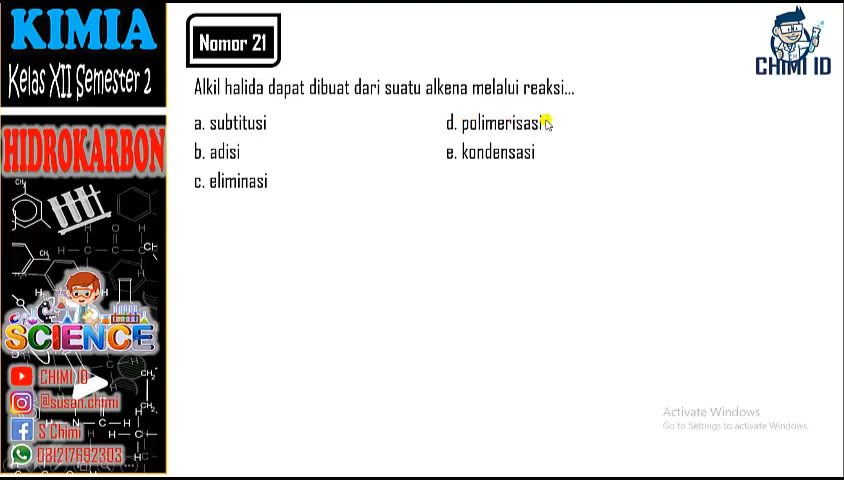 KIMIA
Kelas XII Semester 2
HIDROKARBON
SCIENCE
CHIMI ID
@susan.chimi
S Chimi
081217692303
Nomor 21
CHIMI ID
Alkil halida dapat dibuat dari suatu alkena melalui reaksi...
a. subtitusi
b. adisi
c. eliminasi
d. polimerisasi
e. kondensasi
Activate Windows
Go to Settings to activate Windows.